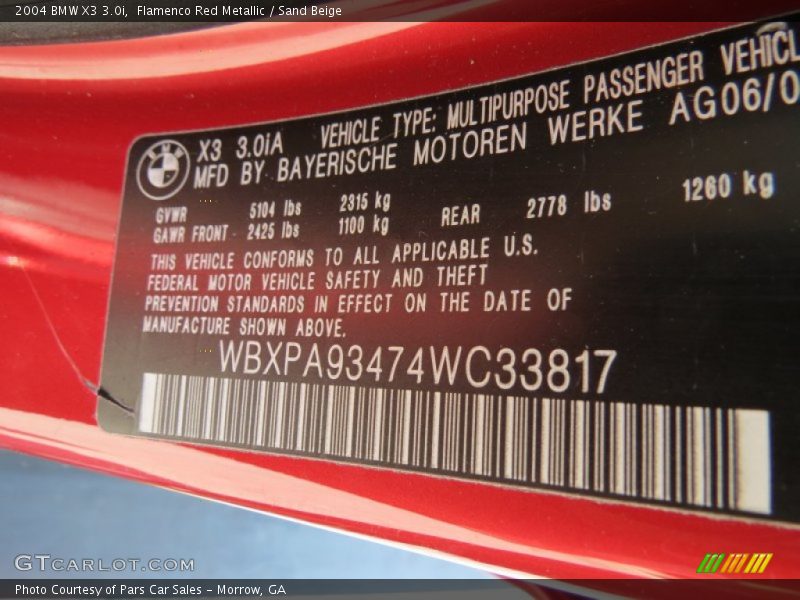 2004 BMW X3 3.0i,  Flamenco Red Metallic / Sand Beige
BMW
X3 3.0iA VEHICLE TYPE: MULTIPURPOSE PASSENGER VEHICL
MFD BY BAYERISCHE MOTOREN WERKE AG06/0
GVWR 5104 lbs 2315 kg
GAWR FRONT 2425 lbs 1100 kg REAR 2778 lbs 1260 kg
THIS VEHICLE CONFORMS TO ALL APPLICABLE U.S.
FEDERAL MOTOR VEHICLE SAFETY AND THEFT
PREVENTION STANDARDS IN EFFECT ON THE DATE OF
MANUFACTURE SHOWN ABOVE.
WBXPA93474WC33817
GTCARLOT.COM
Photo Courtesy of Pars Car Sales - Morrow, GA